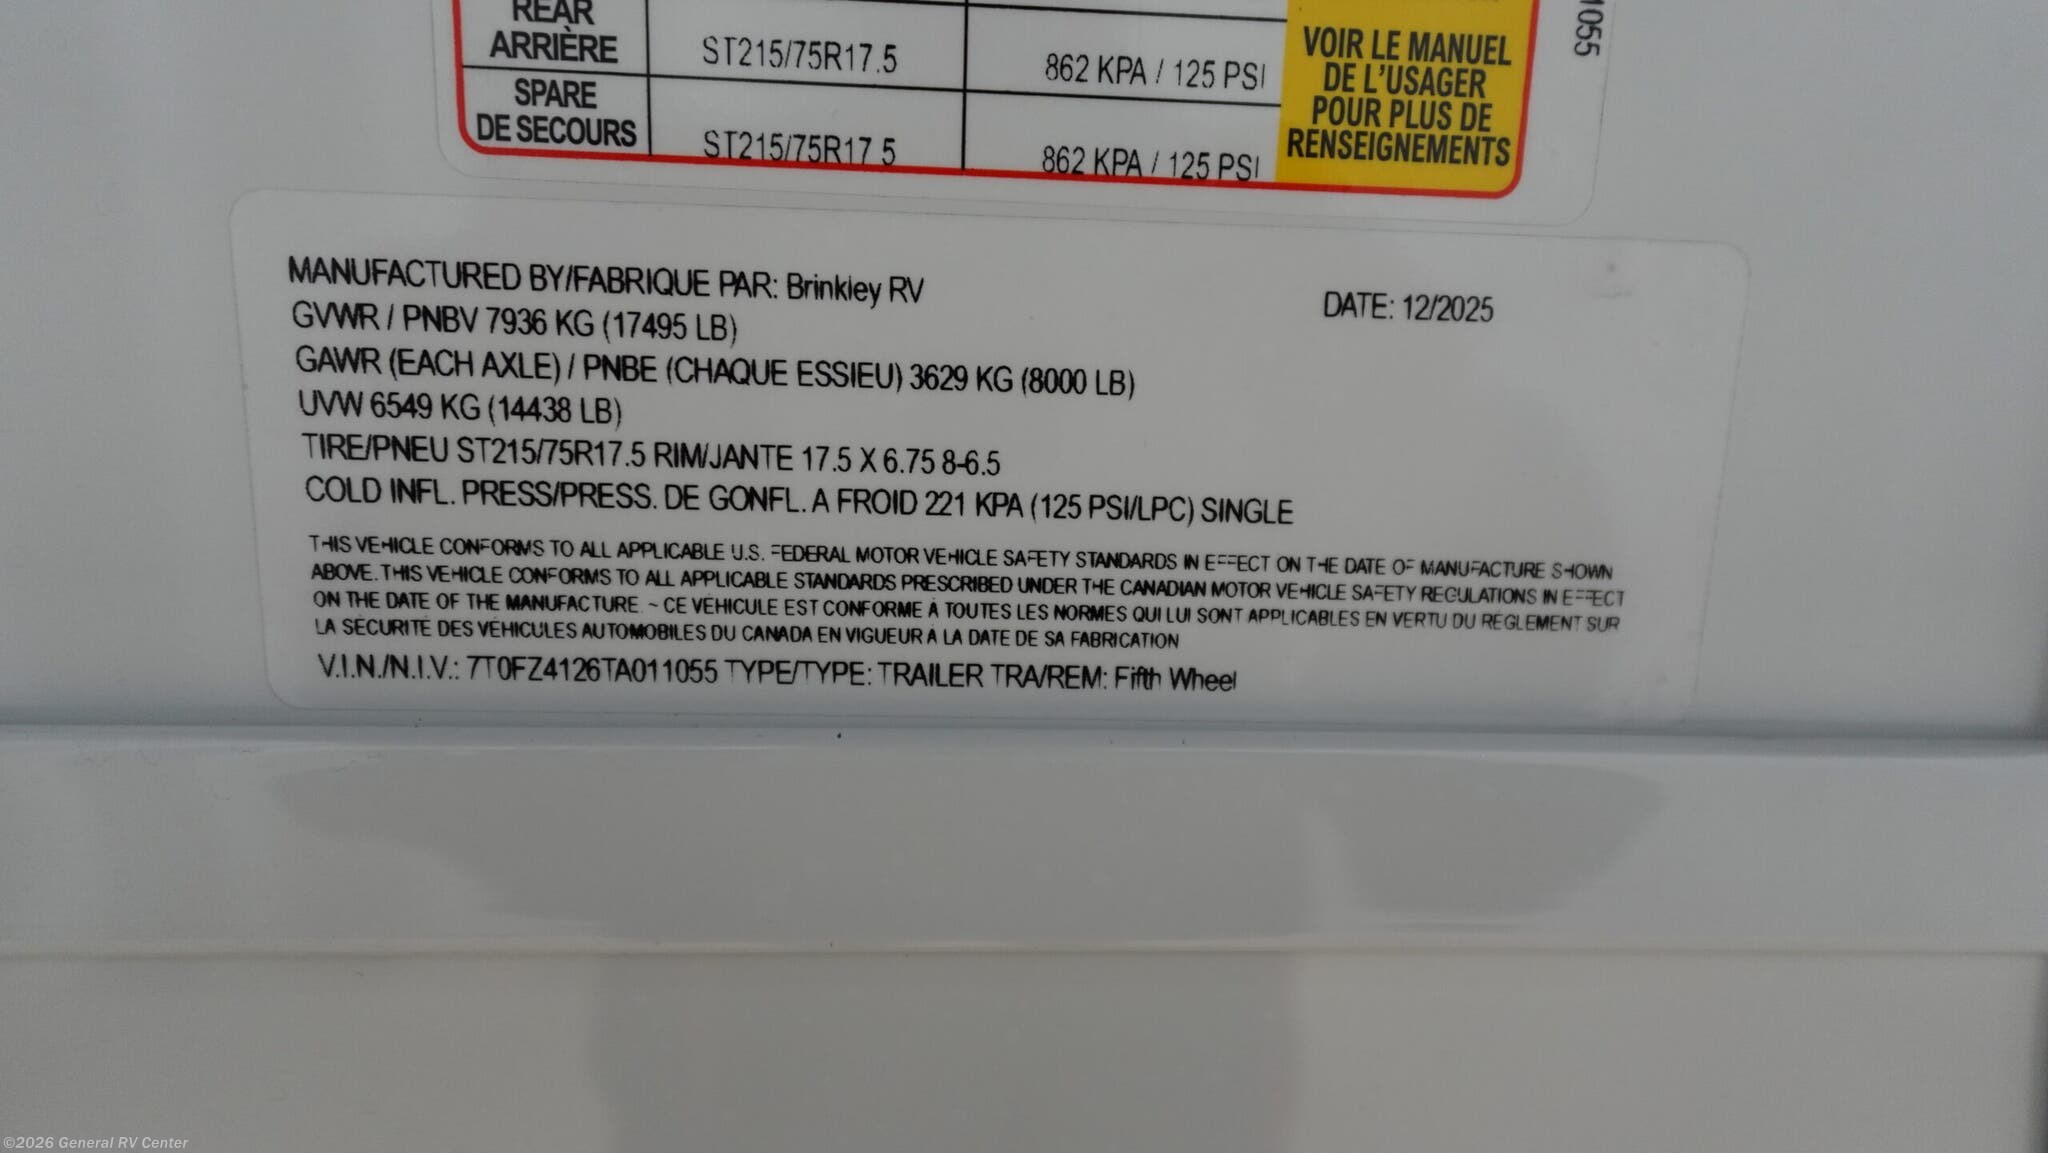 REAR
ARRIÈRE
ST215/75R17.5
862 KPA / 125 PSI
SPARE
DE SECOURS
ST215/75R17.5
862 KPA / 125 PSI
VOIR LE MANUEL
DE L'USAGER
POUR PLUS DE
RENSEIGNEMENTS
1055
MANUFACTURED BY/FABRIQUE PAR: Brinkley RV
DATE: 12/2025
GVWR / PNBV 7936 KG (17495 LB)
GAWR (EACH AXLE) / PNBE (CHAQUE ESSIEU) 3629 KG (8000 LB)
UVW 6549 KG (14438 LB)
TIRE/PNEU ST215/75R17.5 RIM/JANTE 17.5 X 6.75 8-6.5
COLD INFL. PRESS/PRESS. DE GONFL. A FROID 221 KPA (125 PSI/LPC) SINGLE
THIS VEHICLE CONFORMS TO ALL APPLICABLE U.S. FEDERAL MOTOR VEHICLE SAFETY STANDARDS IN EFFECT ON THE DATE OF MANUFACTURE SHOWN
ABOVE. THIS VEHICLE CONFORMS TO ALL APPLICABLE STANDARDS PRESCRIBED UNDER THE CANADIAN MOTOR VEHICLE SAFETY REGULATIONS IN EFFECT
ON THE DATE OF THE MANUFACTURE. ~ CE VÉHICULE EST CONFORME À TOUTES LES NORMES QUI LUI SONT APPLICABLES EN VERTU DU RÈGLEMENT SUR
LA SÉCURITÉ DES VÉHICULES AUTOMOBILES DU CANADA EN VIGUEUR À LA DATE DE SA FABRICATION
V.I.N./N.I.V.: 7T0FZ4126TA011055 TYPE/TYPE: TRAILER TRA/REM: Fifth Wheel
©2026 General RV Center